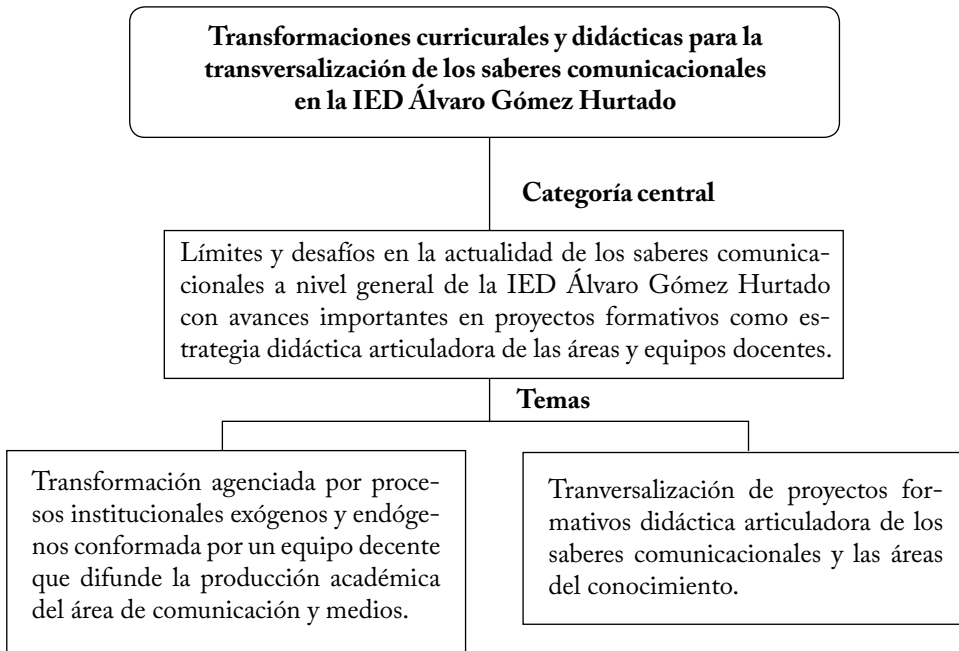 Transformaciones curricurales y didácticas para la
transversalización de los saberes comunicacionales
en la IED Álvaro Gómez Hurtado
Categoría central
Límites y desafíos en la actualidad de los saberes comunica-
cionales a nivel general de la IED Álvaro Gómez Hurtado
con avances importantes en proyectos formativos como es-
trategia didáctica articuladora de las áreas y equipos docentes.
Temas
Transformación agenciada por proce-
sos institucionales exógenos y endóge-
nos conformada por un equipo decente
que difunde la producción académica
del área de comunicación y medios.
Tranversalización de proyectos for-
mativos didáctica articuladora de los
saberes comunicacionales y las áreas
del conocimiento.